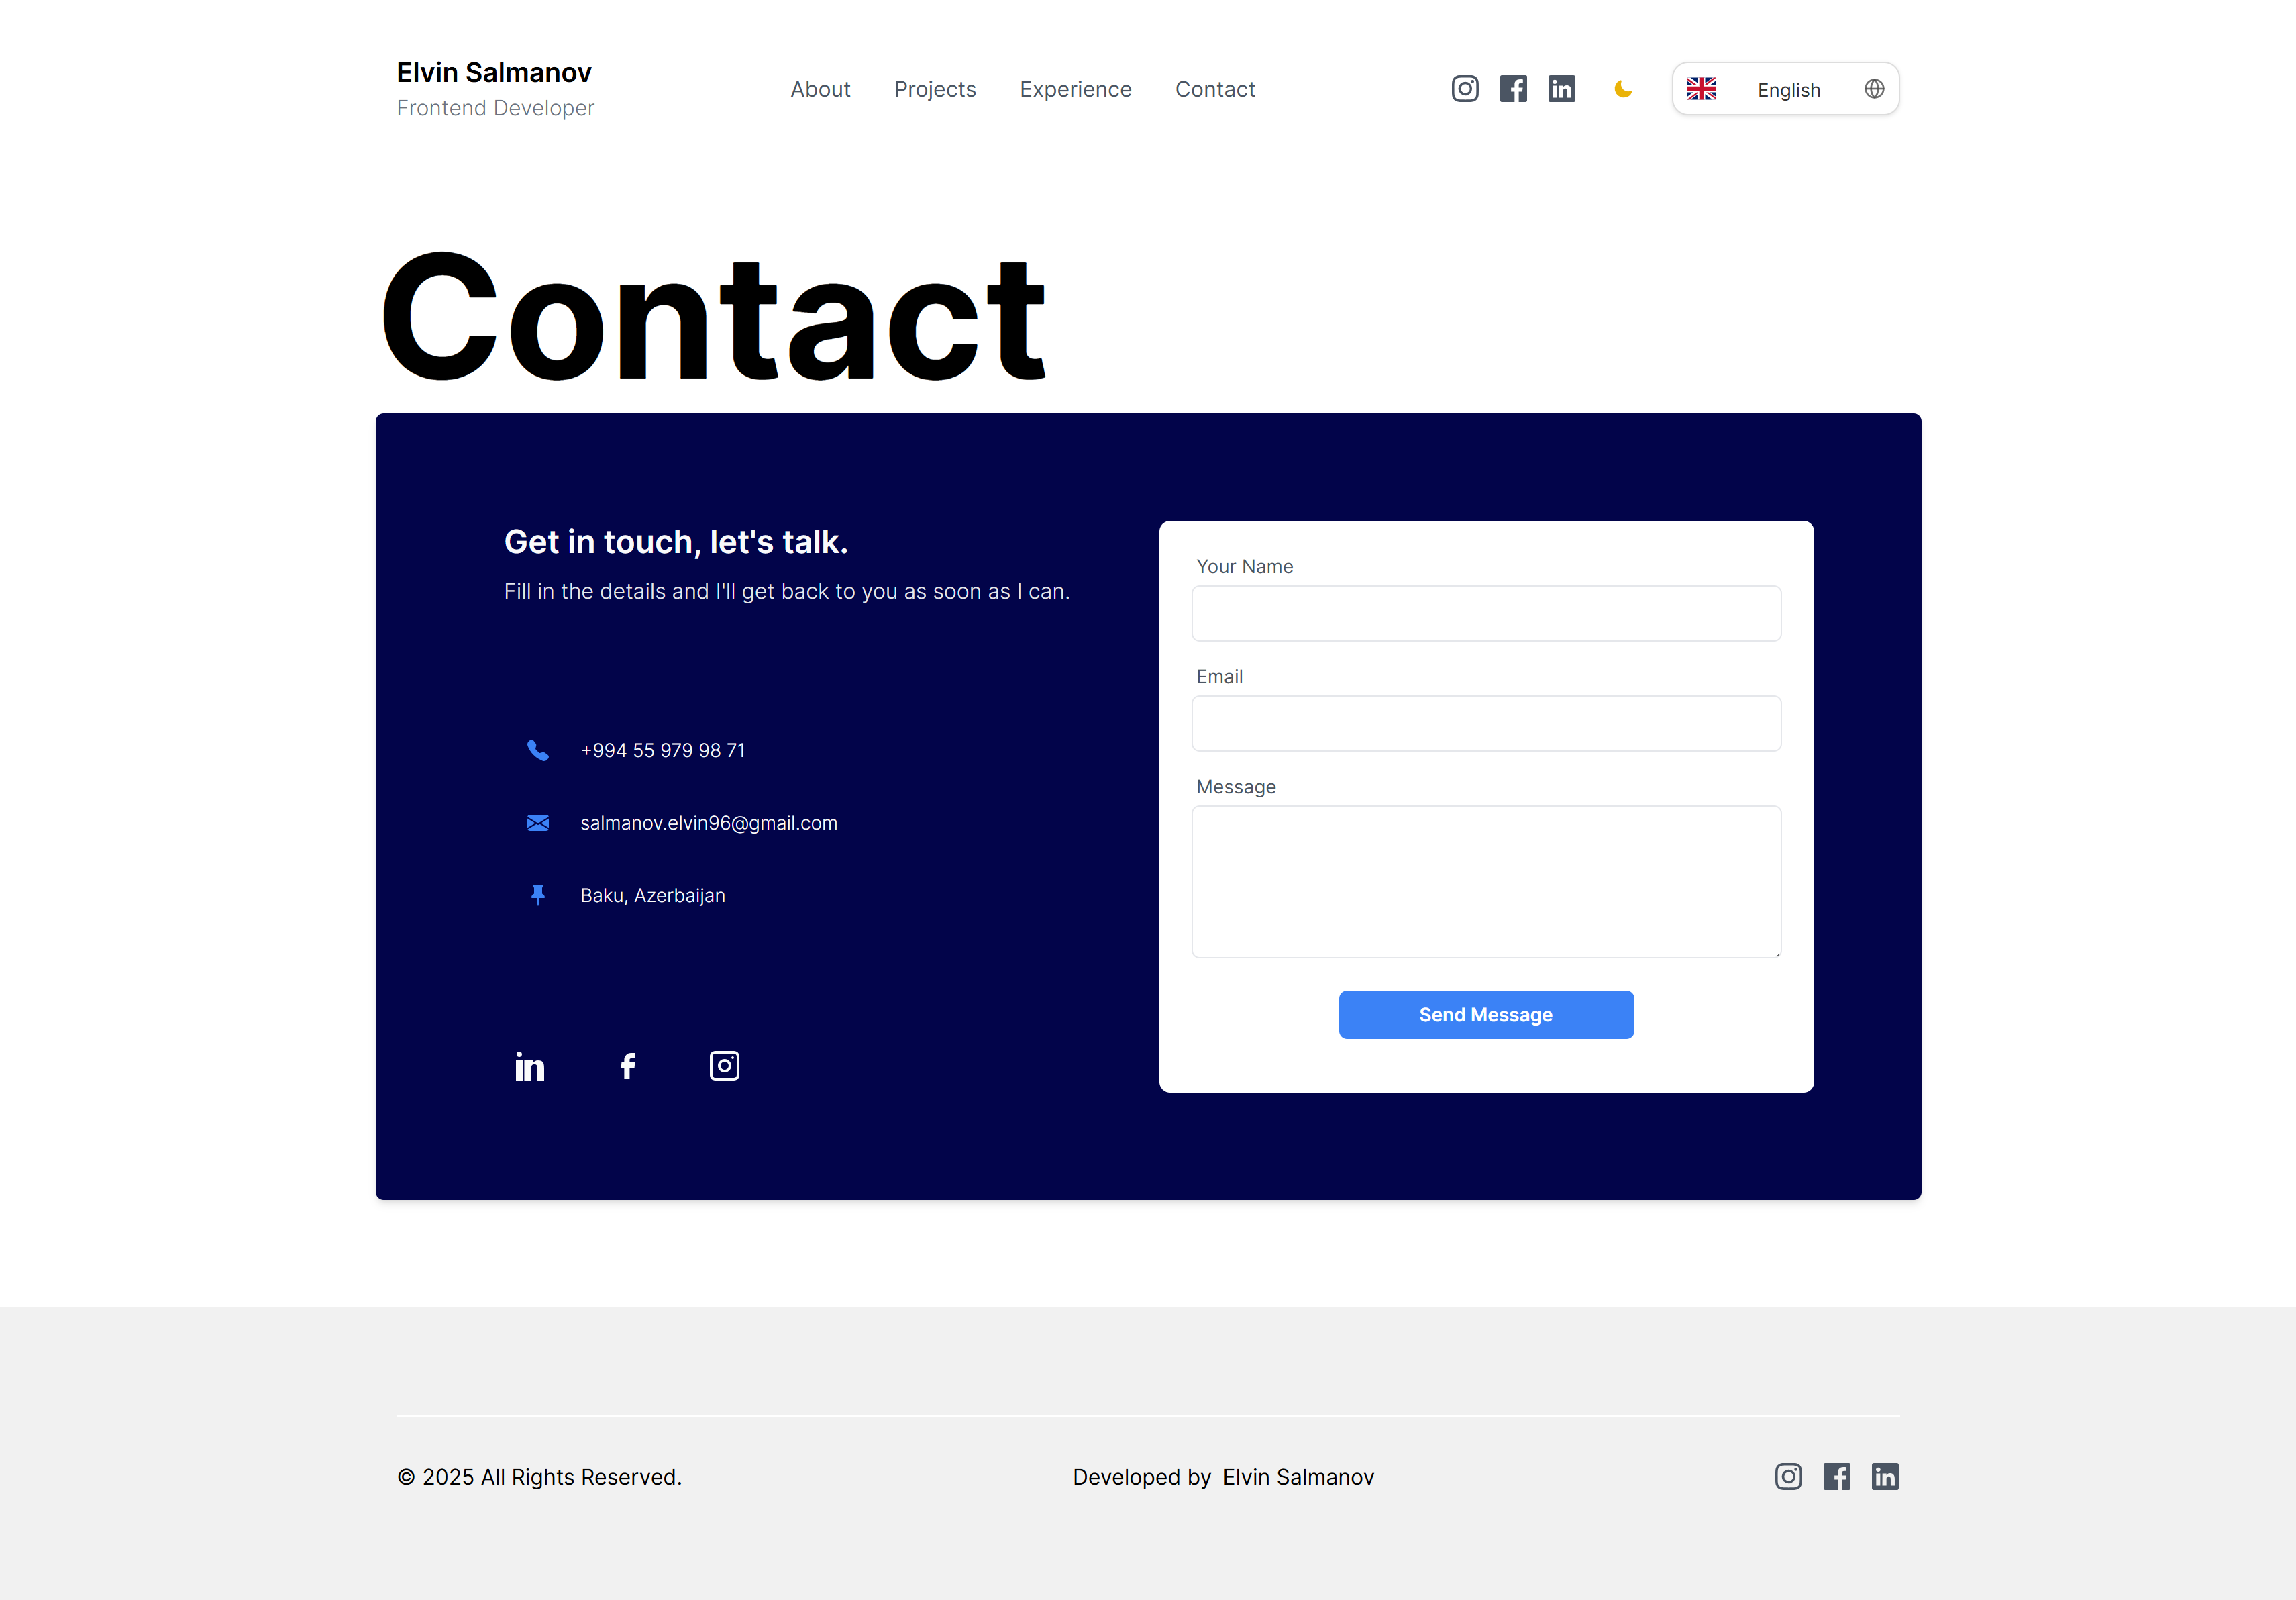 Elvin Salmanov
Frontend Developer
About
Projects
Experience
Contact
English
Contact
Get in touch, let's talk.
Fill in the details and I'll get back to you as soon as I can.
+994 55 979 98 71
salmanov.elvin96@gmail.com
Baku, Azerbaijan
Your Name
Email
Message
Send Message
© 2025 All Rights Reserved.
Developed by Elvin Salmanov